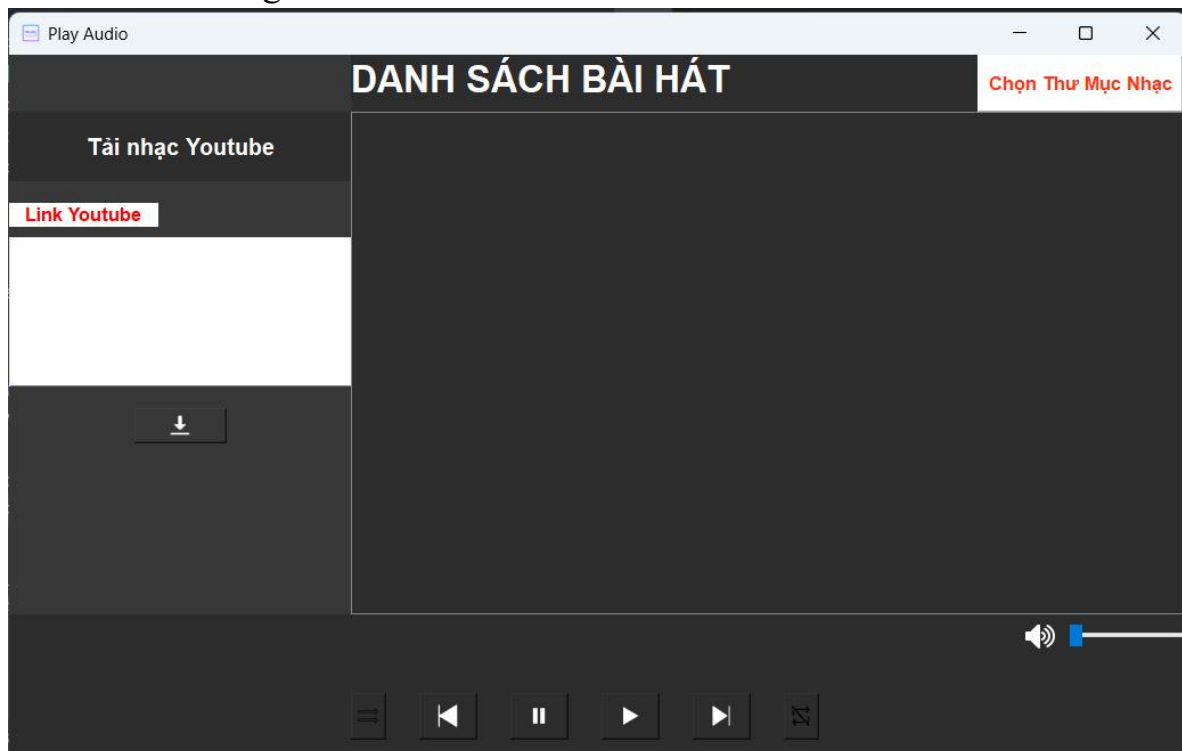 Play Audio
DANH SÁCH BÀI HÁT
Chọn Thư Mục Nhạc
Tải nhạc Youtube
Link Youtube